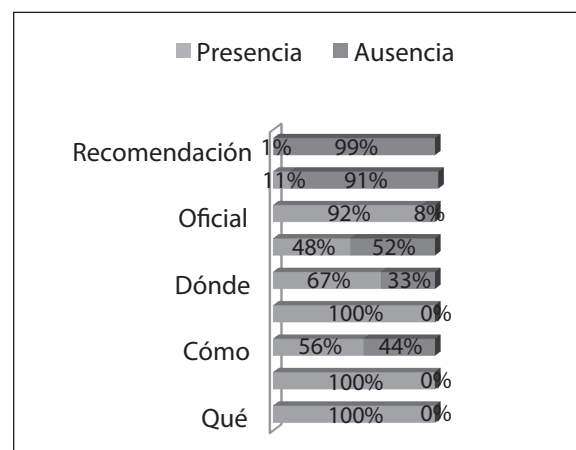 Presencia Ausencia
Recomendación 1% 99%
11% 91%
Oficial 92% 8%
48% 52%
Dónde 67% 33%
100% 0%
Cómo 56% 44%
100% 0%
Qué 100% 0%